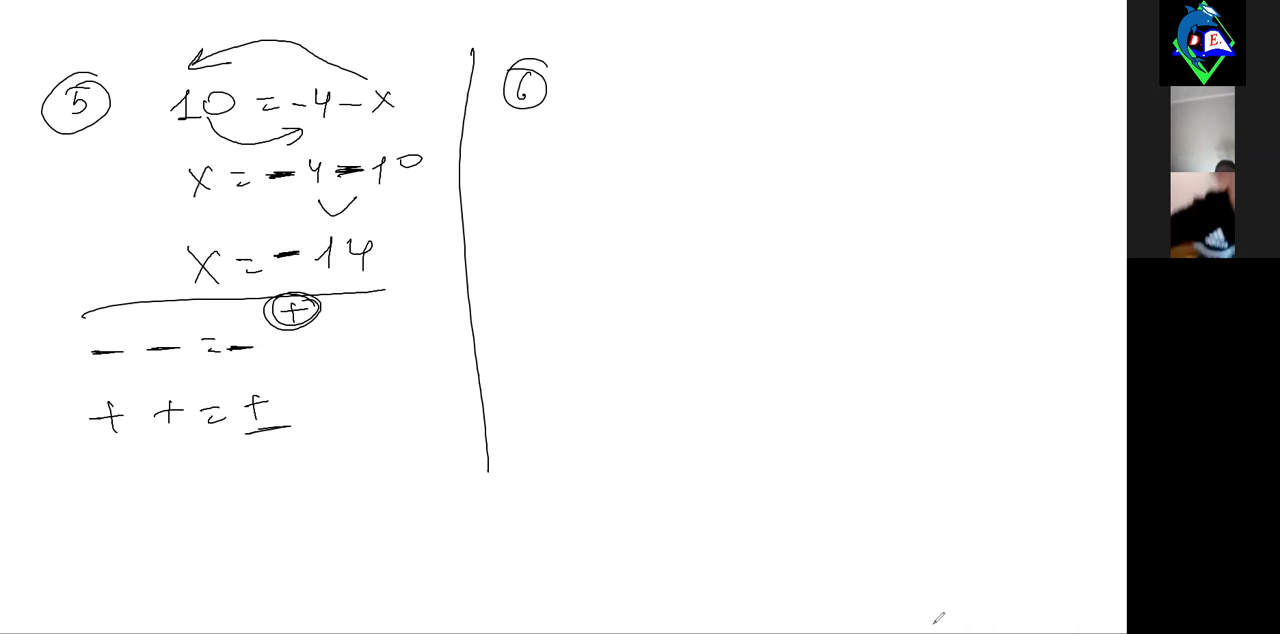 5
10 = -4 - x
x = -4 - 10
x = -14
+
- - = -
+ + = +
6
D. E.